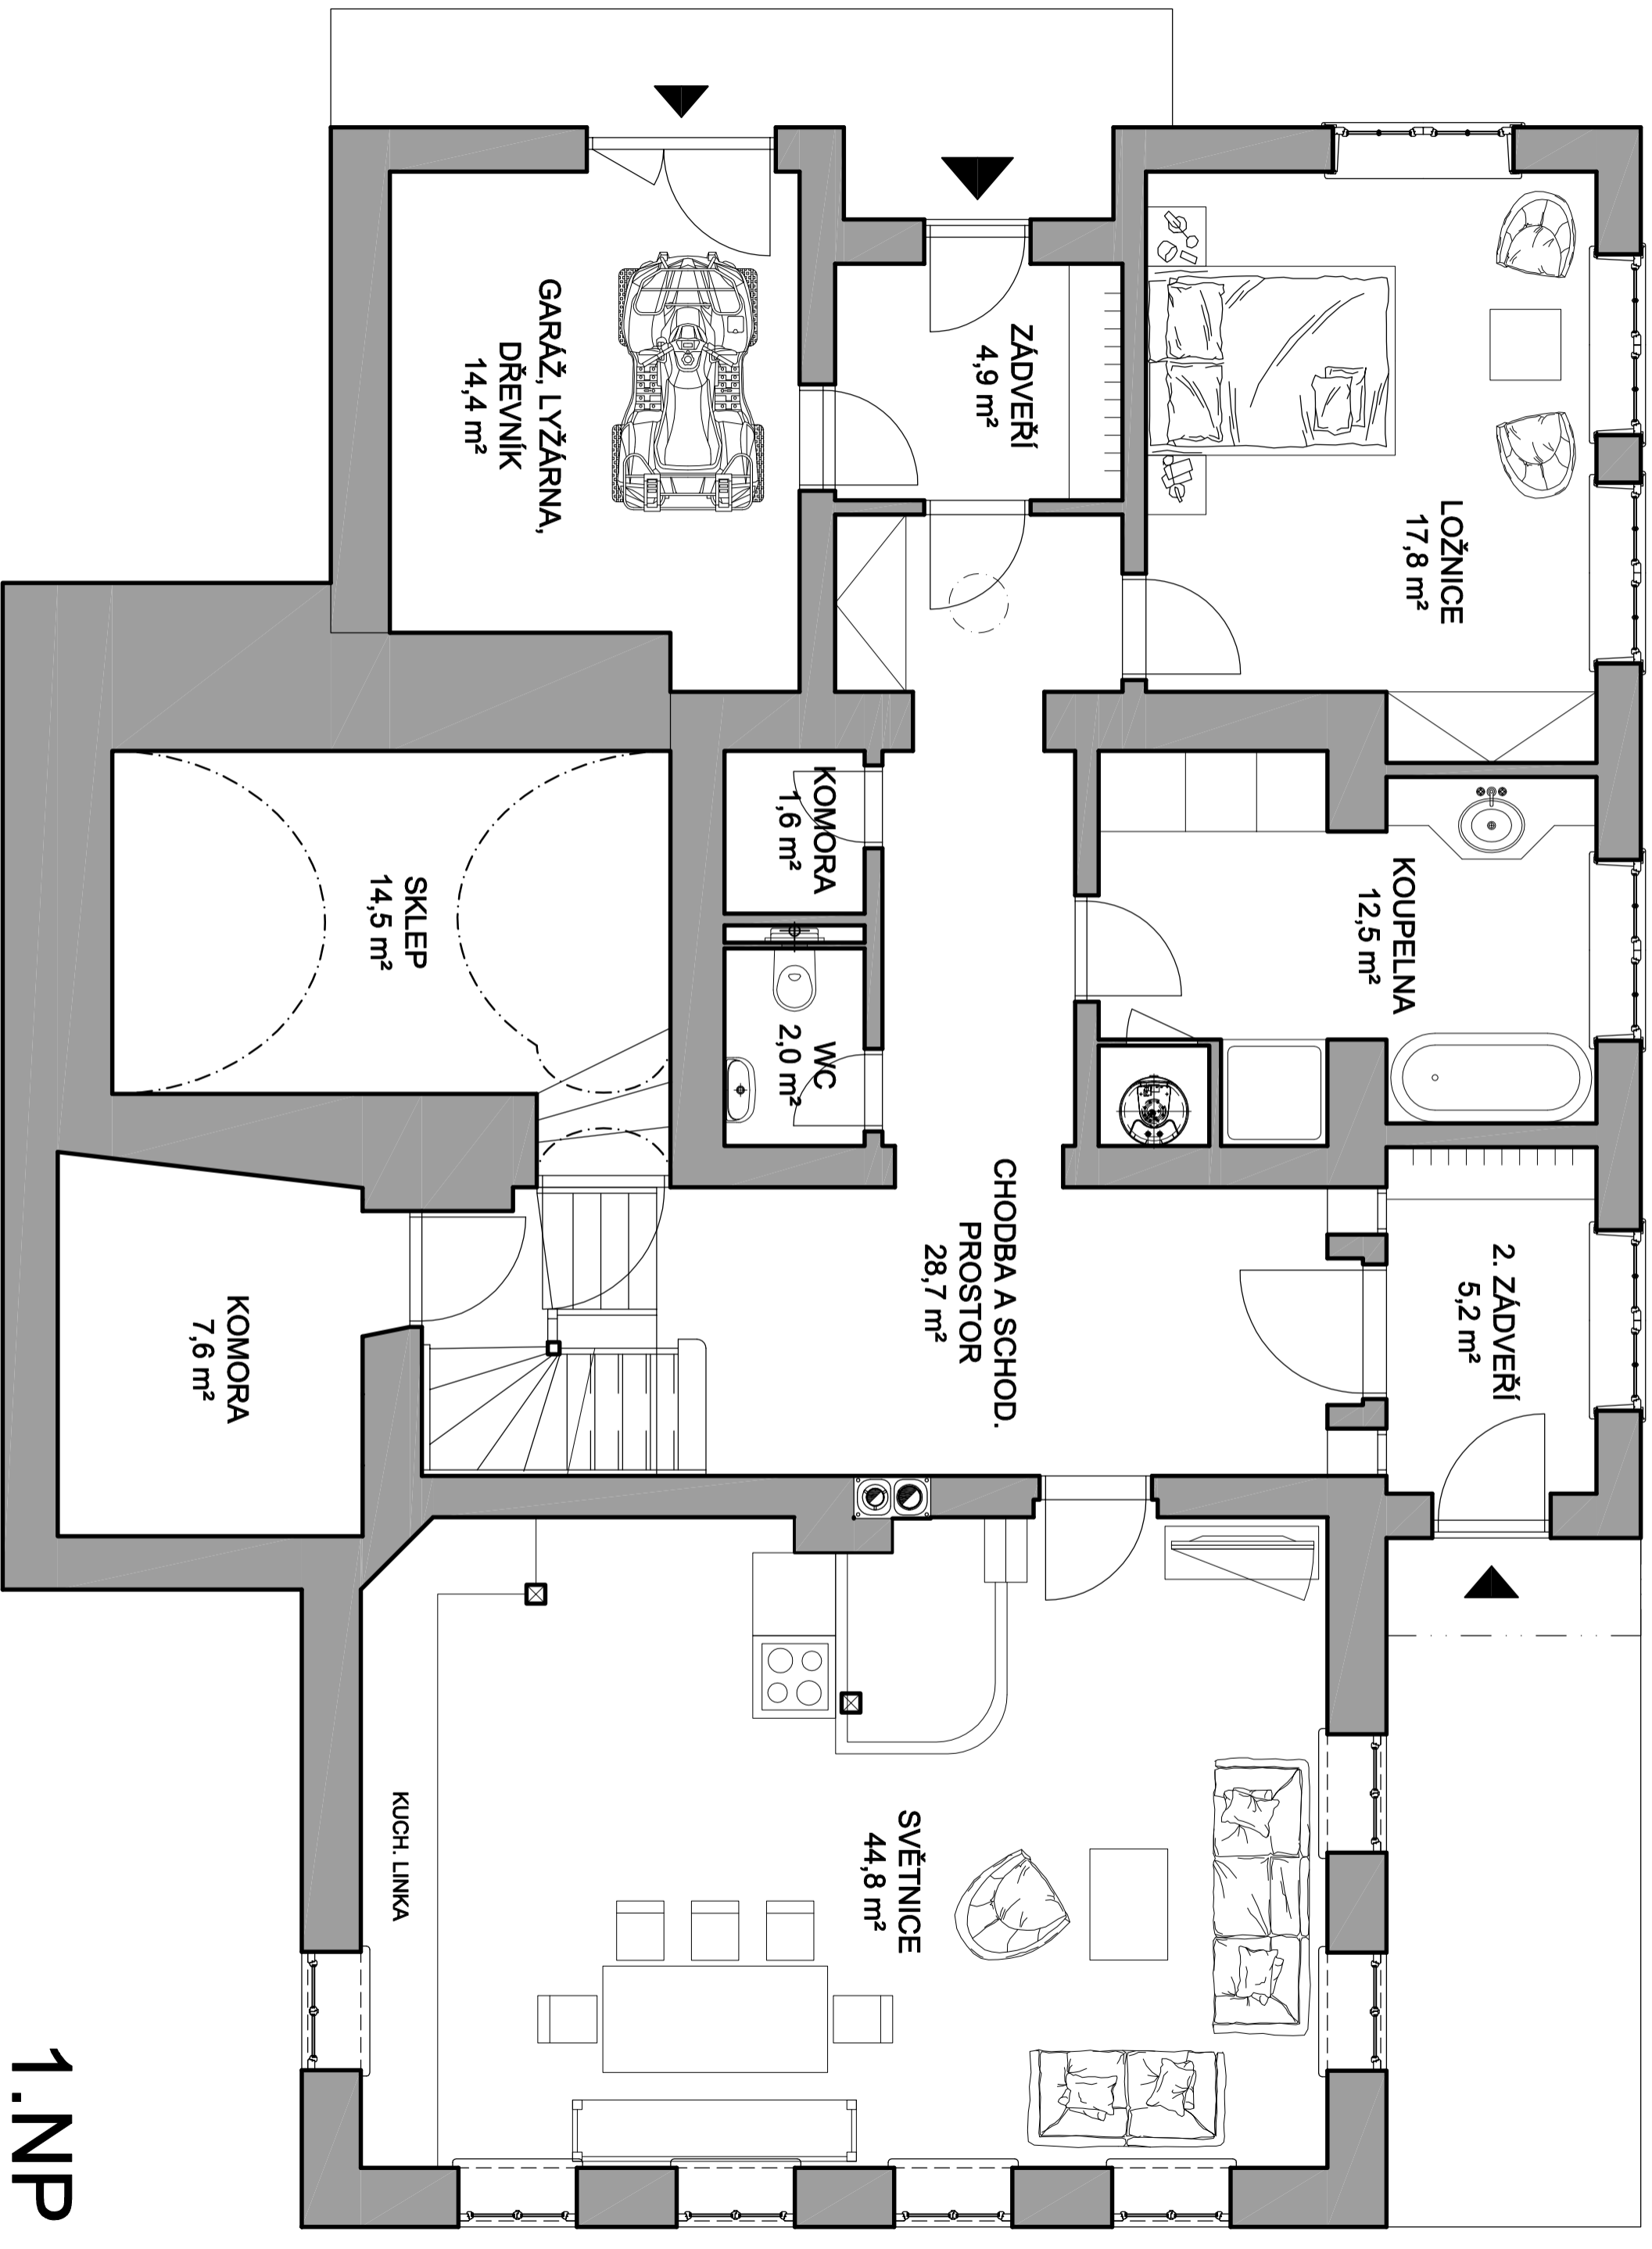 LOŽNICE
17,8 m²
KOUPELNA
12,5 m²
2. ZÁDVEŘÍ
5,2 m²
ZÁDVEŘÍ
4,9 m²
CHODBA A SCHOD.
PROSTOR
28,7 m²
GARÁŽ, LYŽÁRNA,
DŘEVNÍK
14,4 m²
KOMORA
1,6 m²
WC
2,0 m²
SVĚTNICE
44,8 m²
SKLEP
14,5 m²
KOMORA
7,6 m²
KUCH. LINKA
1.NP